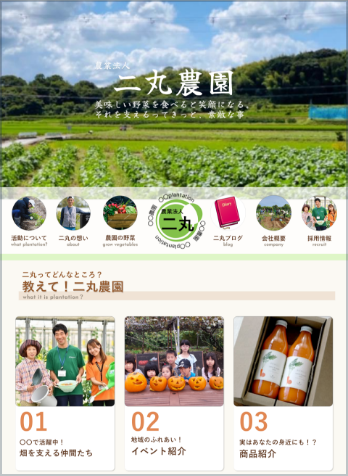 農業法人
二丸農園
美味しい野菜を食べると笑顔になる、
それを支えるってきっと、素敵な事
農業法人
二丸
〇〇plantation
〇〇plantation
活動について
what plantation?
二丸の想い
about
農園の野菜
grow vegetables
二丸ブログ
blog
会社概要
company
採用情報
recruit
二丸ってどんなところ?
教えて!二丸農園
what it is plantation?
01
〇〇で活躍中!
畑を支える仲間たち
02
地域のふれあい!
イベント紹介
03
実はあなたの身近にも!?
商品紹介